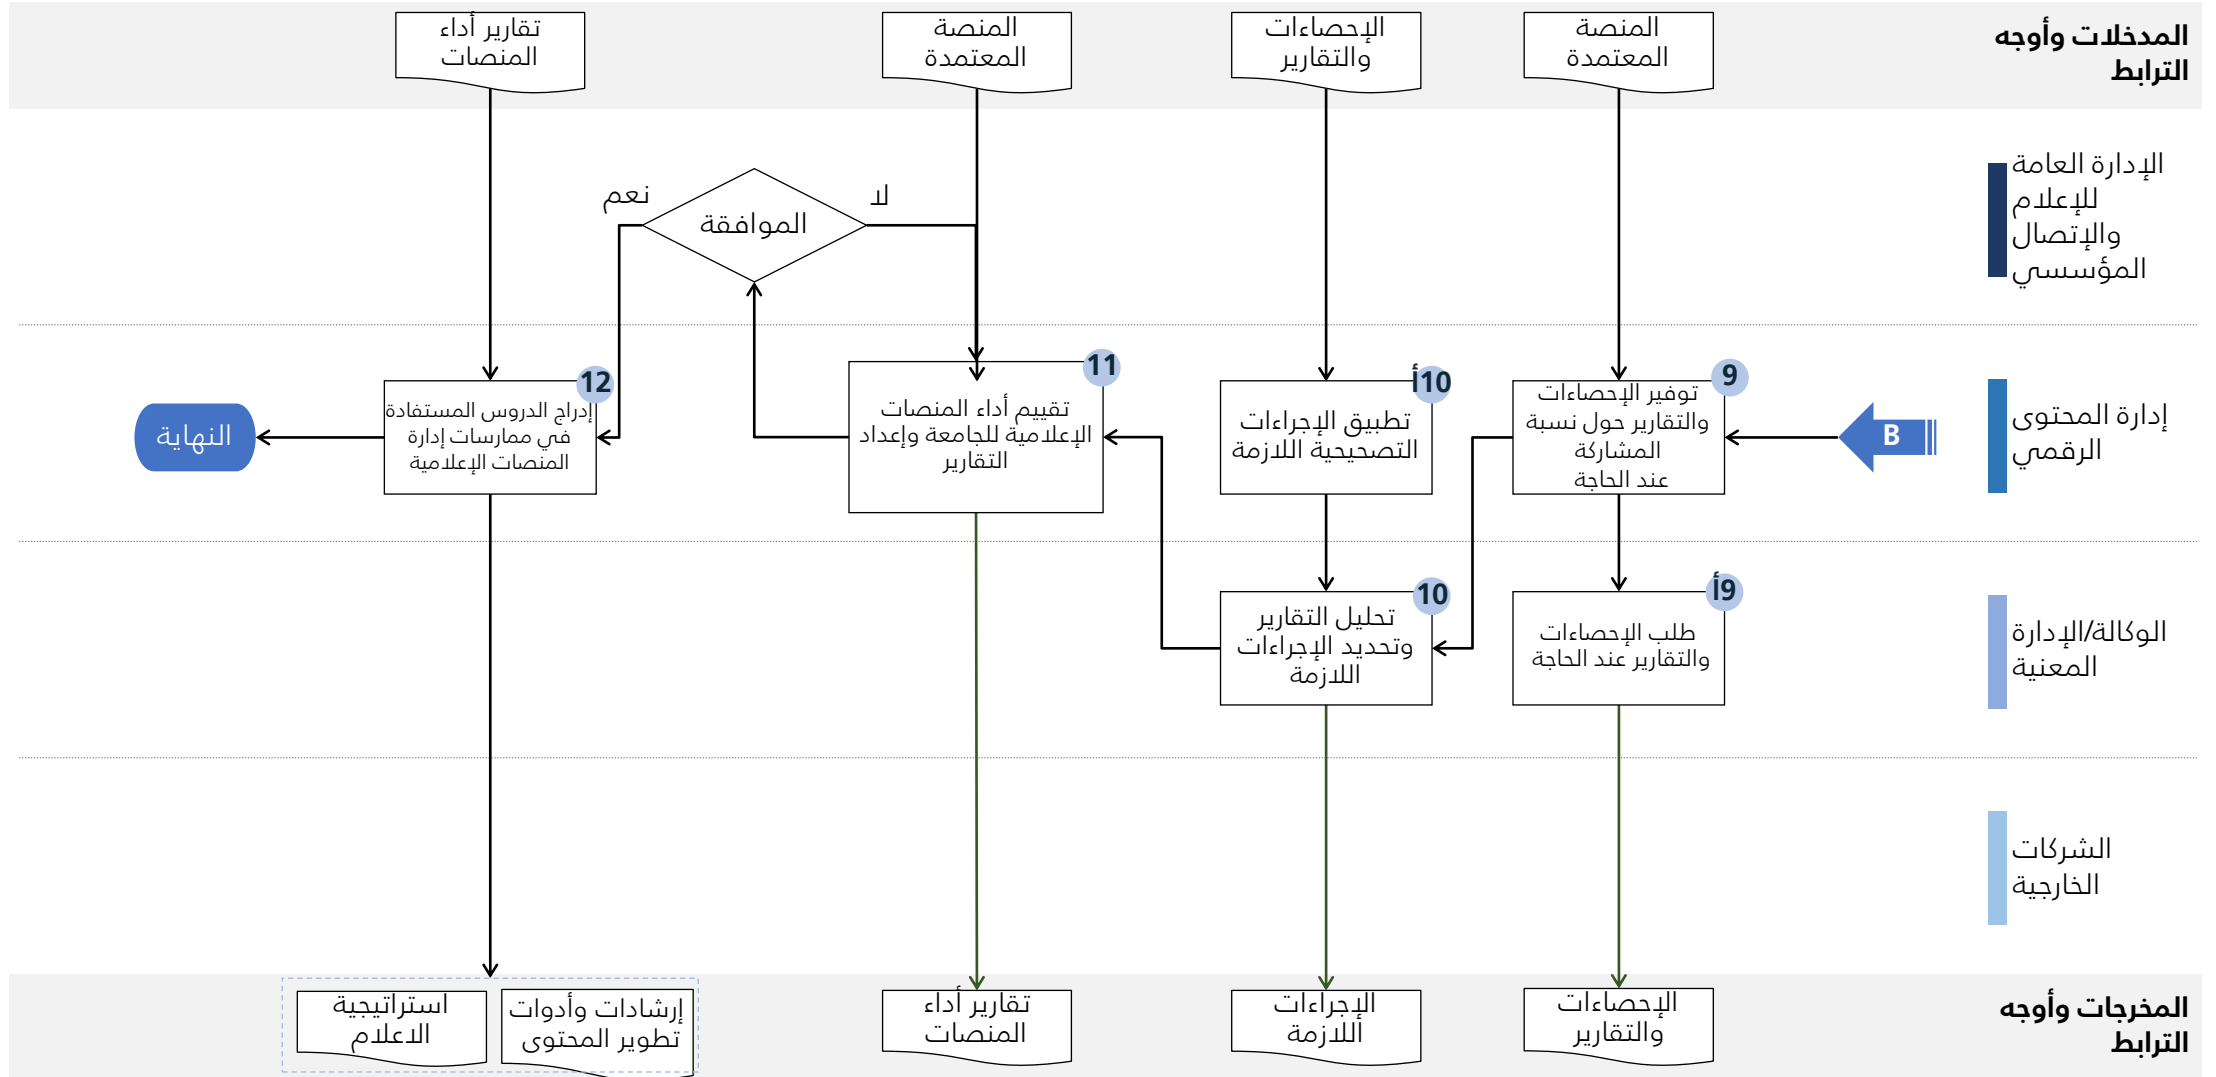 المدخلات وأوجه
الترابط
المنصة
المعتمدة
الإحصاءات
والتقارير
المنصة
المعتمدة
تقارير أداء
المنصات
الإدارة العامة
للإعلام
والإتصال
المؤسسي
لا
الموافقة
نعم
إدارة المحتوى
الرقمي
B
9
توفير الإحصاءات
والتقارير حول نسبة
المشاركة
عند الحاجة
10أ
تطبيق الإجراءات
التصحيحية اللازمة
11
تقييم أداء المنصات
الإعلامية للجامعة وإعداد
التقارير
12
إدراج الدروس المستفادة
في ممارسات إدارة
المنصات الإعلامية
النهاية
الوكالة/الإدارة
المعنية
9أ
طلب الإحصاءات
والتقارير عند الحاجة
10
تحليل التقارير
وتحديد الإجراءات
اللازمة
الشركات
الخارجية
المخرجات وأوجه
الترابط
الإحصاءات
والتقارير
الإجراءات
اللازمة
تقارير أداء
المنصات
إرشادات وأدوات
تطوير المحتوى
استراتيجية
الاعلام